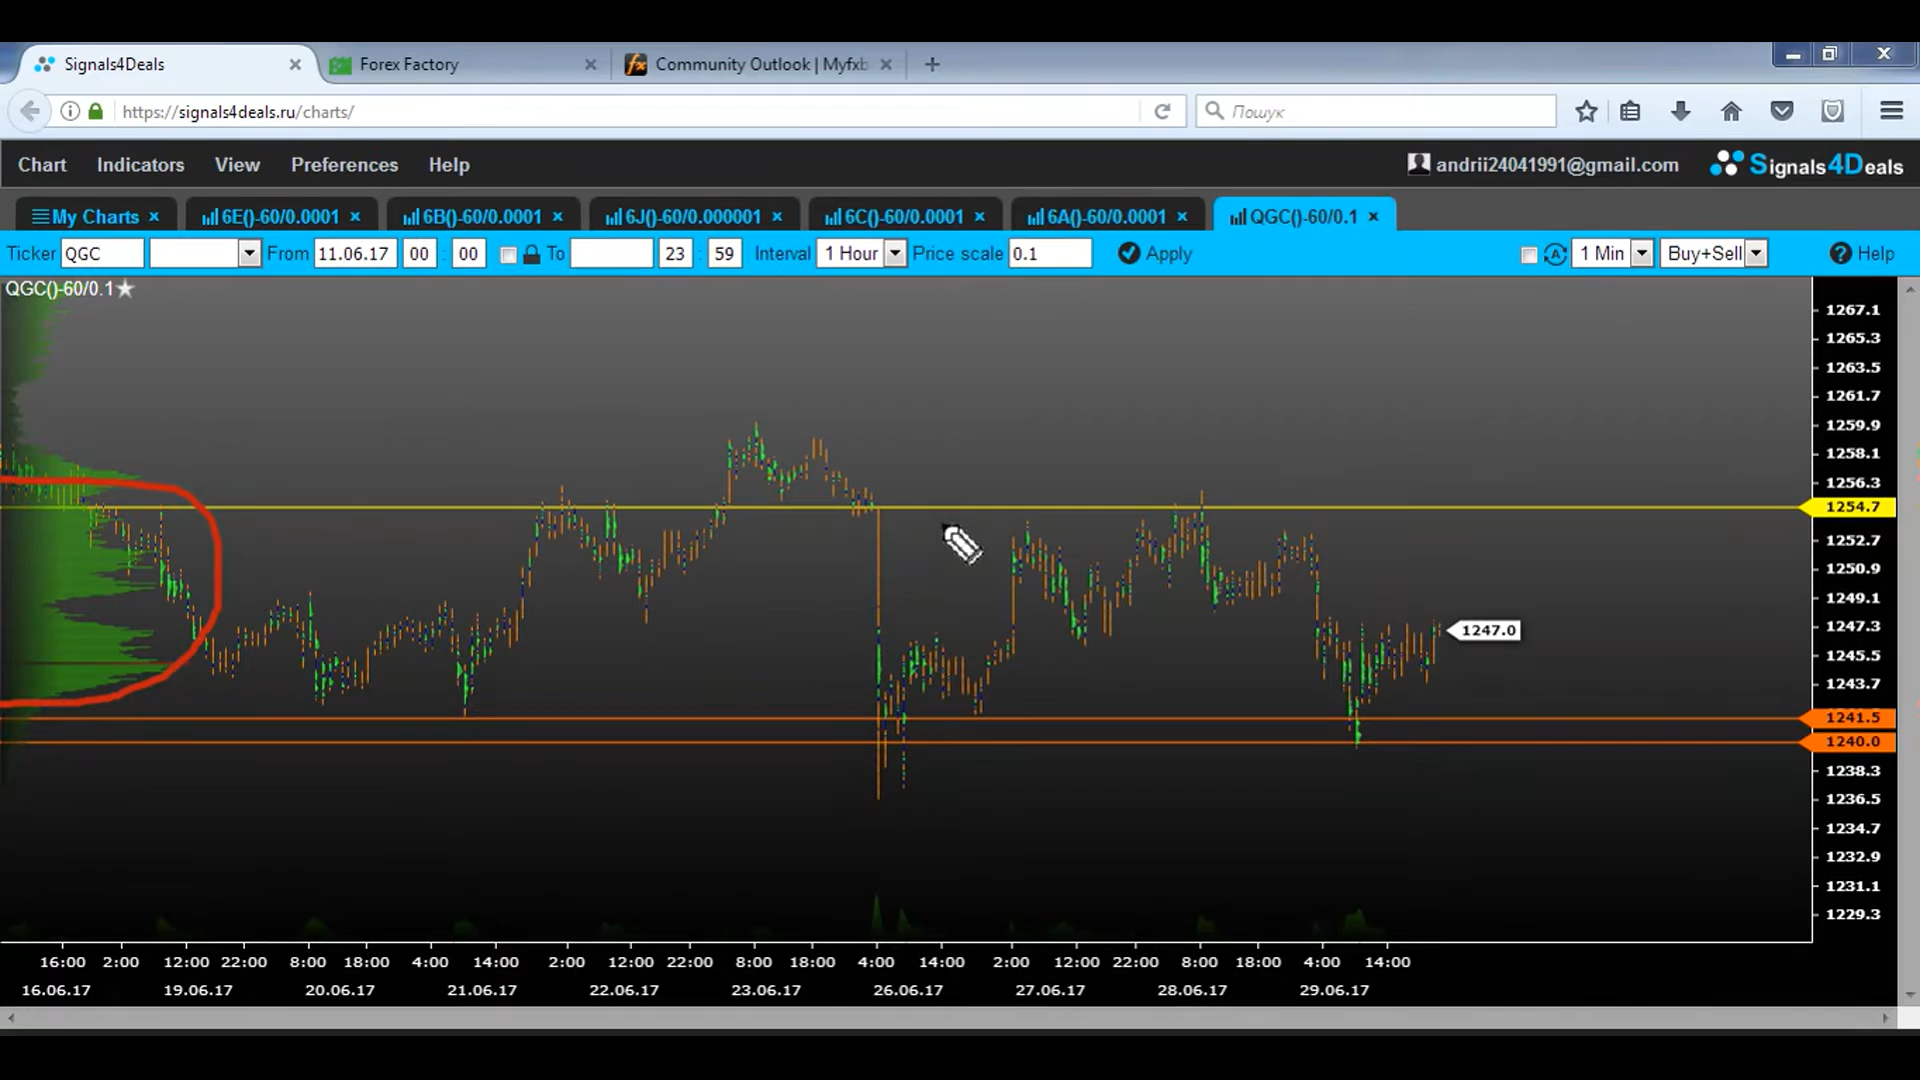 Signals4Deals
Forex Factory
Community Outlook | Myfxb
https://signals4deals.ru/charts/
Пошук
Chart Indicators View Preferences Help
andrii24041991@gmail.com
Signals4Deals
My Charts
6E()-60/0.0001
6B()-60/0.0001
6J()-60/0.000001
6C()-60/0.0001
6A()-60/0.0001
QGC()-60/0.1
Ticker QGC From 11.06.17 00 : 00 To 23 : 59 Interval 1 Hour Price scale 0.1 Apply 1 Min Buy+Sell Help
QGC()-60/0.1
1267.1
1265.3
1263.5
1261.7
1259.9
1258.1
1256.3
1254.7
1252.7
1250.9
1249.1
1247.3
1247.0
1245.5
1243.7
1241.5
1240.0
1238.3
1236.5
1234.7
1232.9
1231.1
1229.3
16:00 2:00 12:00 22:00 8:00 18:00 4:00 14:00 2:00 12:00 22:00 8:00 18:00 4:00 14:00 2:00 12:00 22:00 8:00 18:00 4:00 14:00
16.06.17 19.06.17 20.06.17 21.06.17 22.06.17 23.06.17 26.06.17 27.06.17 28.06.17 29.06.17